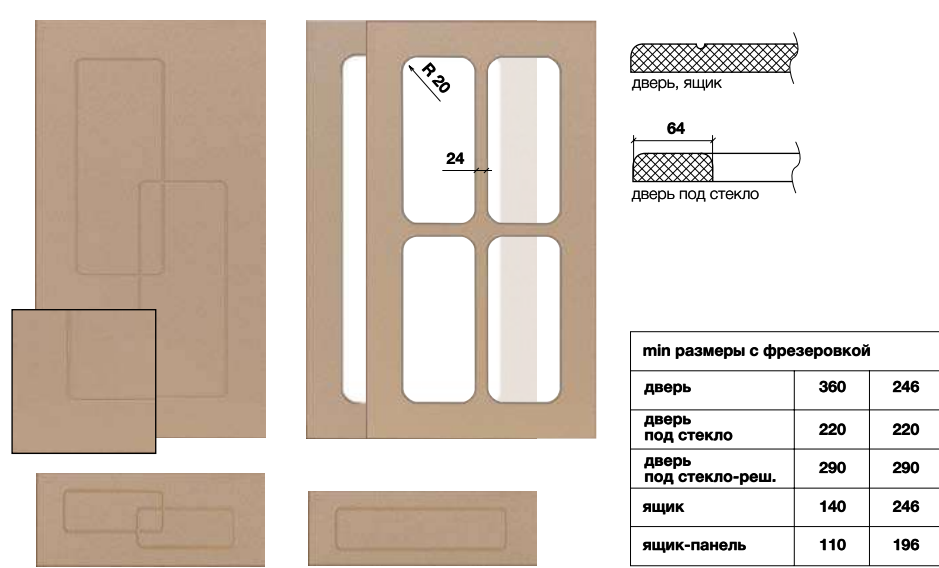 R 20
24
дверь, ящик
64
дверь под стекло
min размеры с фрезеровкой
дверь 360 246
дверь
под стекло 220 220
дверь
под стекло-реш. 290 290
ящик 140 246
ящик-панель 110 196